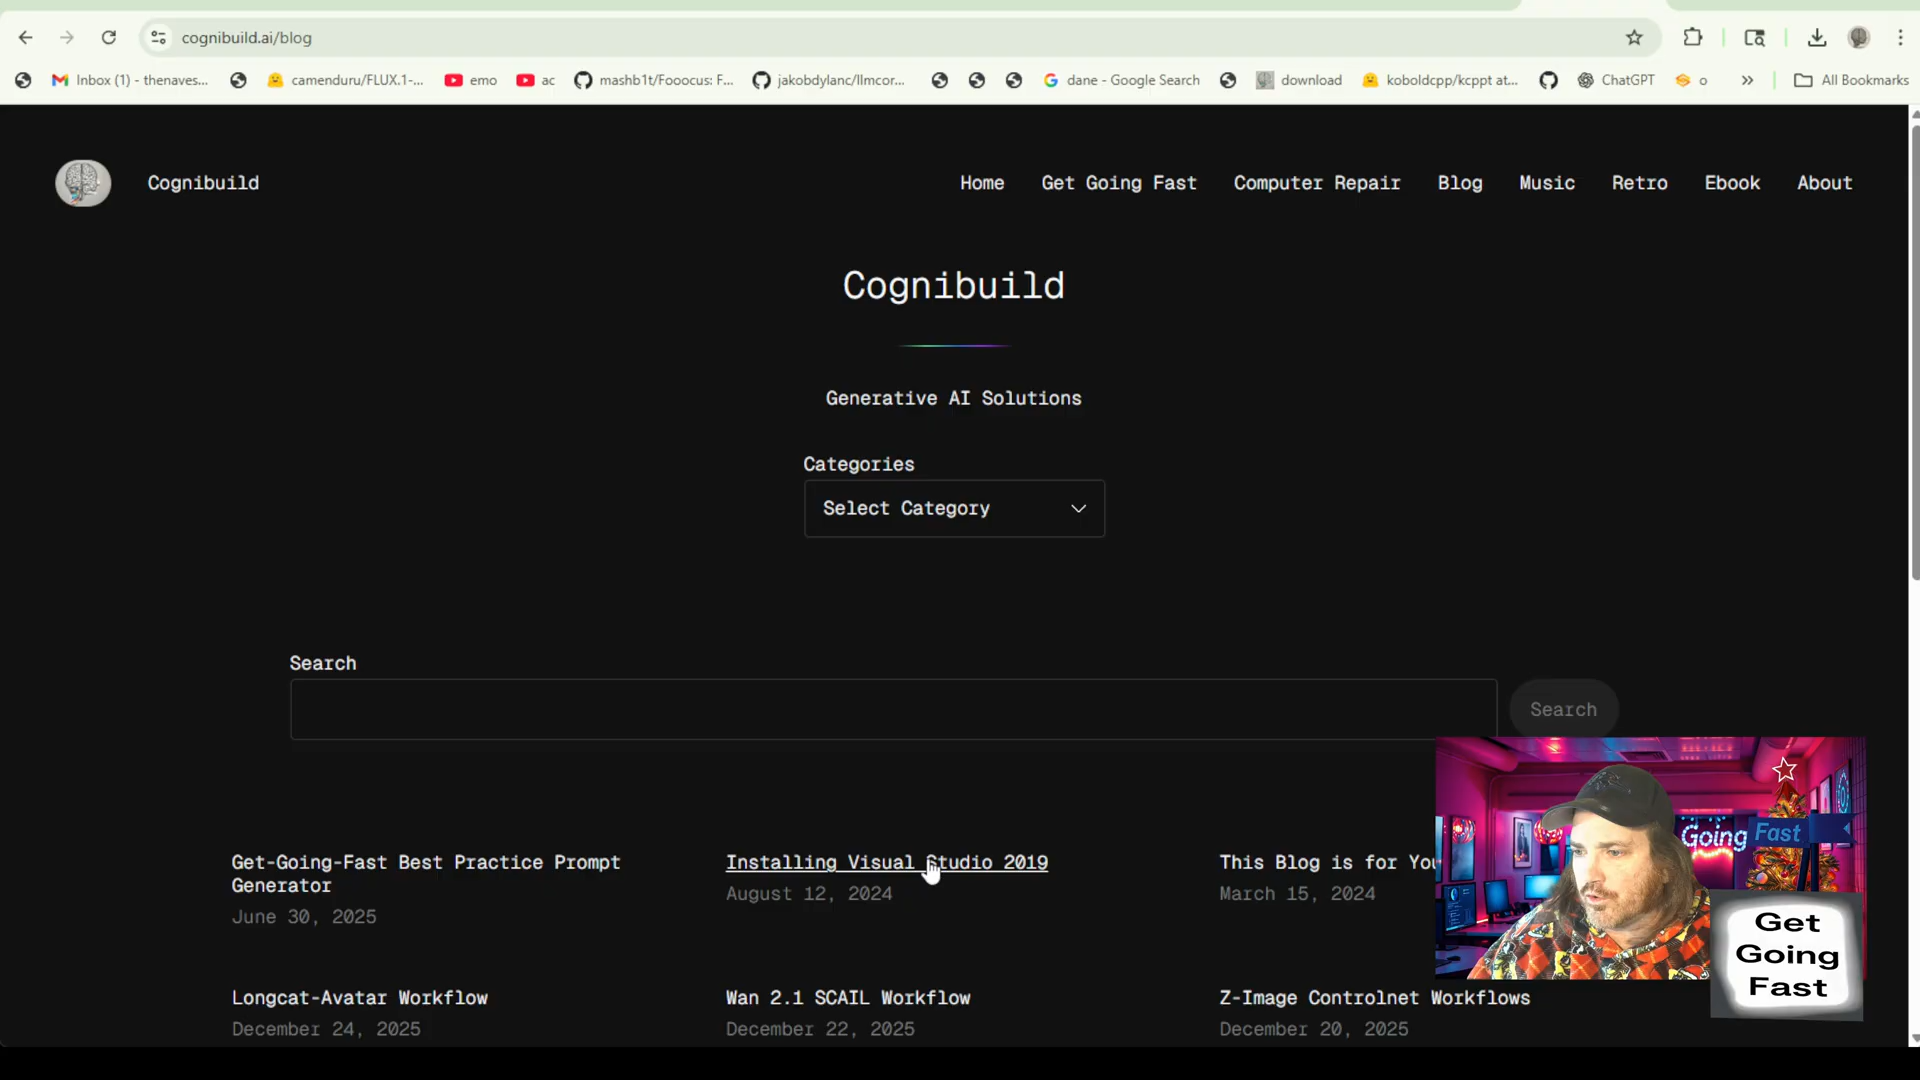 cognibuild.ai/blog
Inbox (1) - thenaves...
camenduru/FLUX.1-...
emo
ac
mashb1t/Fooocus: F...
jakobdylanc/llmcor...
dane - Google Search
download
koboldcpp/kcppt at...
ChatGPT
o
All Bookmarks
Cognibuild
Home
Get Going Fast
Computer Repair
Blog
Music
Retro
Ebook
About
Cognibuild
Generative AI Solutions
Categories
Select Category
Search
Search
Get-Going-Fast Best Practice Prompt
Generator
June 30, 2025
Installing Visual Studio 2019
August 12, 2024
This Blog is for You
March 15, 2024
Longcat-Avatar Workflow
December 24, 2025
Wan 2.1 SCAIL Workflow
December 22, 2025
Z-Image Controlnet Workflows
December 20, 2025
Going Fast
Get
Going
Fast